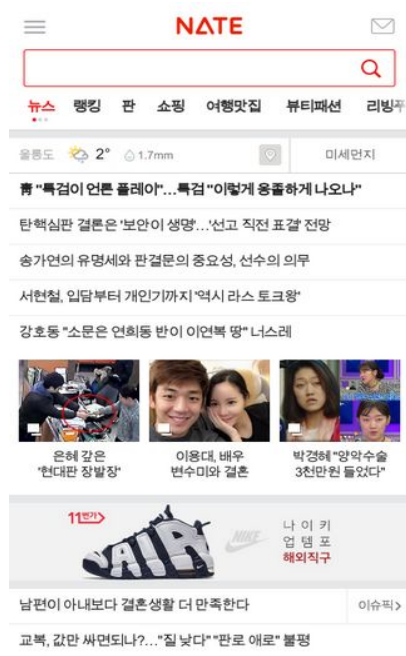 NATE
뉴스 랭킹 판 쇼핑 여행맛집 뷰티패션 리빙푸
울릉도 2° 1.7mm 미세먼지
靑 "특검이 언론 플레이"…특검 "이렇게 옹졸하게 나오나"
탄핵심판 결론은 '보안이 생명'…'선고 직전 표결' 전망
송가연의 유명세와 판결문의 중요성, 선수의 의무
서현철, 입담부터 개인기까지 '역시 라스 토크왕'
강호동 "소문은 연희동 반이 이연복 땅" 너스레
은혜 갚은
'현대판 장발장'
이용대, 배우
변수미와 결혼
박경혜 "양악수술
3천만원 들었다"
11번가
AIR
NIKE
나이키
업템포
해외직구
남편이 아내보다 결혼생활 더 만족한다 이슈픽
교복, 값만 싸면되나?…"질 낮다" "판로 애로" 불평